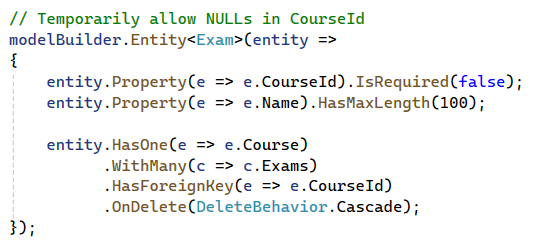 // Temporarily allow NULLs in CourseId
modelBuilder.Entity<Exam>(entity =>
{
    entity.Property(e => e.CourseId).IsRequired(false);
    entity.Property(e => e.Name).HasMaxLength(100);

    entity.HasOne(e => e.Course)
          .WithMany(c => c.Exams)
          .HasForeignKey(e => e.CourseId)
          .OnDelete(DeleteBehavior.Cascade);
});